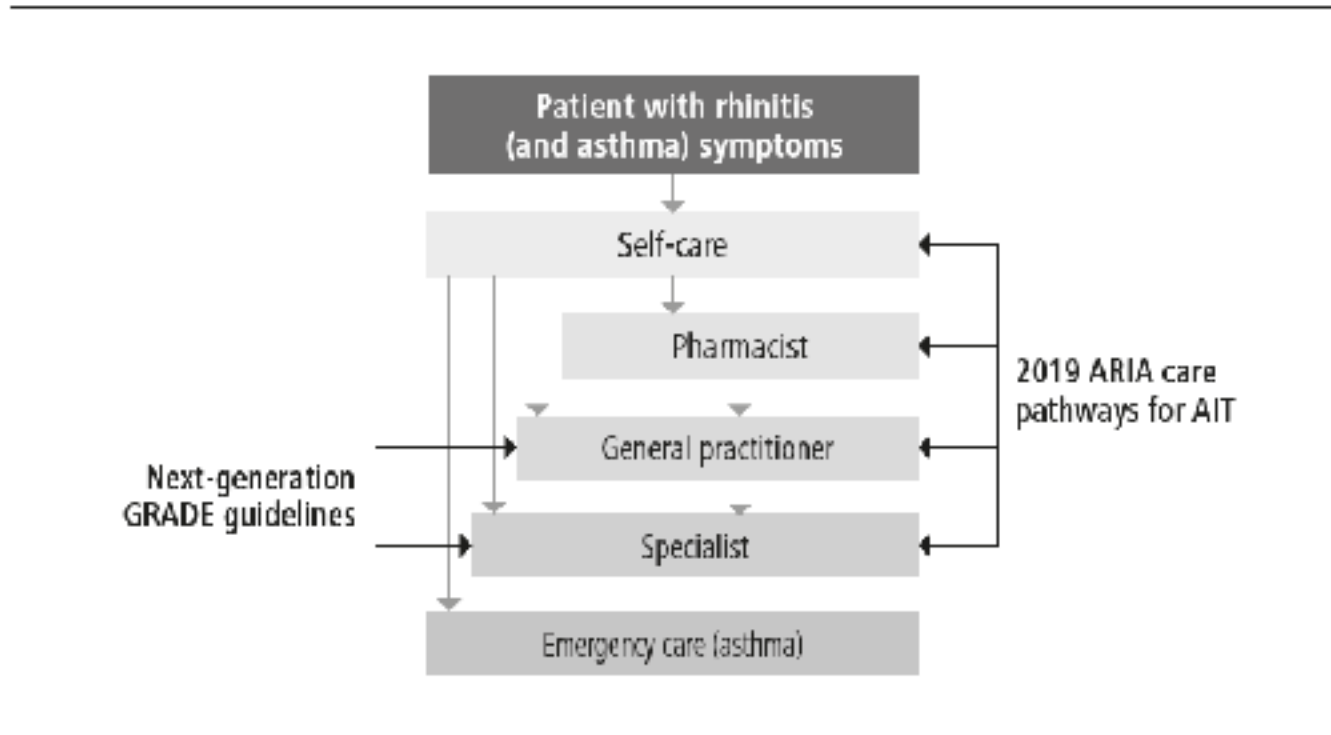 Patient with rhinitis
(and asthma) symptoms
Self-care
Pharmacist
2019 ARIA care
pathways for AIT
General practitioner
Next-generation
GRADE guidelines
Specialist
Emergency care (asthma)